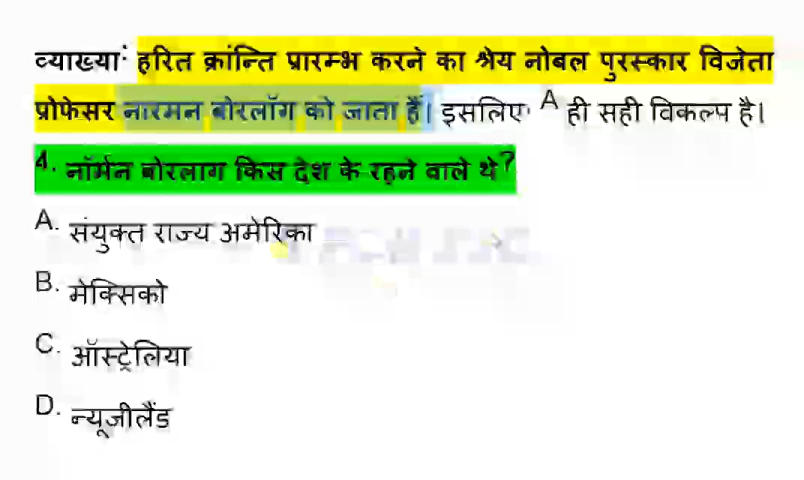 व्याख्याः हरित क्रांन्ति प्रारम्भ करने का श्रेय नोबल पुरस्कार विजेता
प्रोफेसर नारमन बोरलॉग को जाता हैं। इसलिए, A ही सही विकल्प है।
4. नॉर्मन बोरलाग किस देश के रहने वाले थे?
A. संयुक्त राज्य अमेरिका
B. मेक्सिको
C. ऑस्ट्रेलिया
D. न्यूजीलैंड